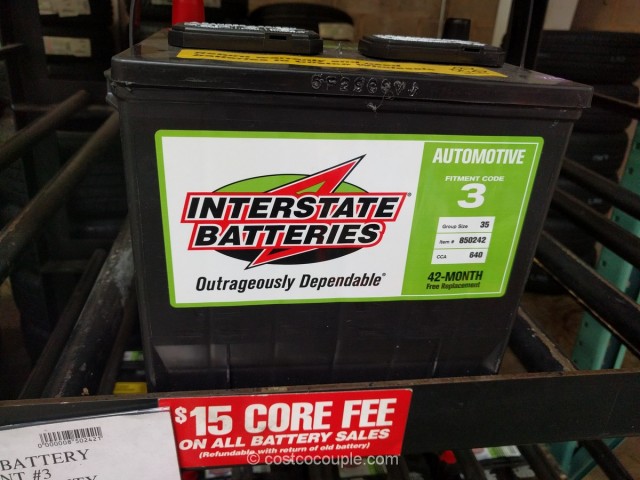 INTERSTATE
BATTERIES
Outrageously Dependable®
AUTOMOTIVE
FITMENT CODE
3
Group Size 35
Item # 850242
CCA 640
42-MONTH
Free Replacement
$15 CORE FEE
ON ALL BATTERY SALES
(Refundable with return of old battery)
BATTERY
NT #3
© costcocouple.com